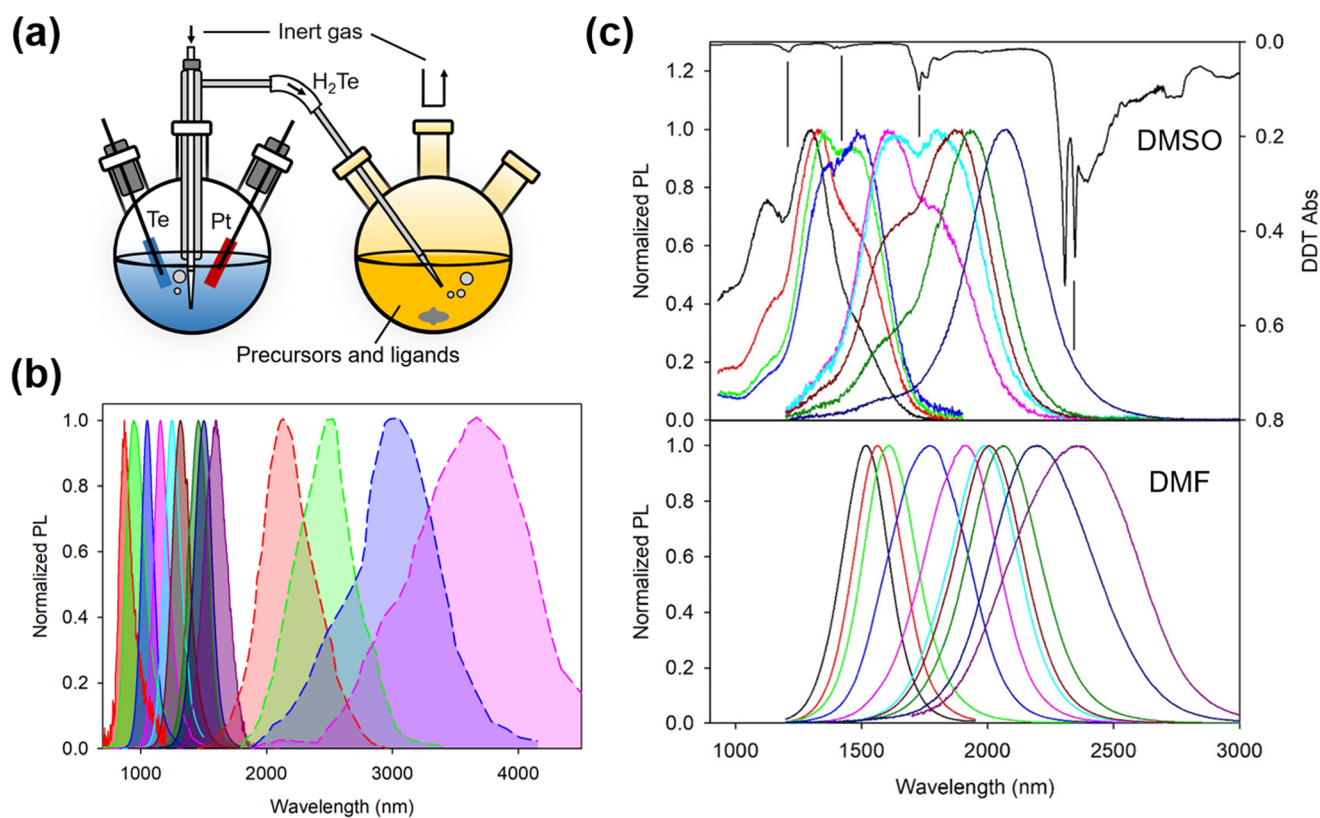 (a)
Inert gas
H2Te
Te
Pt
Precursors and ligands
(b)
Normalized PL
1.0
0.8
0.6
0.4
0.2
0.0
1000 2000 3000 4000
Wavelength (nm)
(c)
Normalized PL
1.2
1.0
0.8
0.6
0.4
0.2
0.0
DMSO
0.0
0.2
0.4
0.6
0.8
DDT Abs
Normalized PL
1.0
0.8
0.6
0.4
0.2
0.0
DMF
1000 1500 2000 2500 3000
Wavelength (nm)